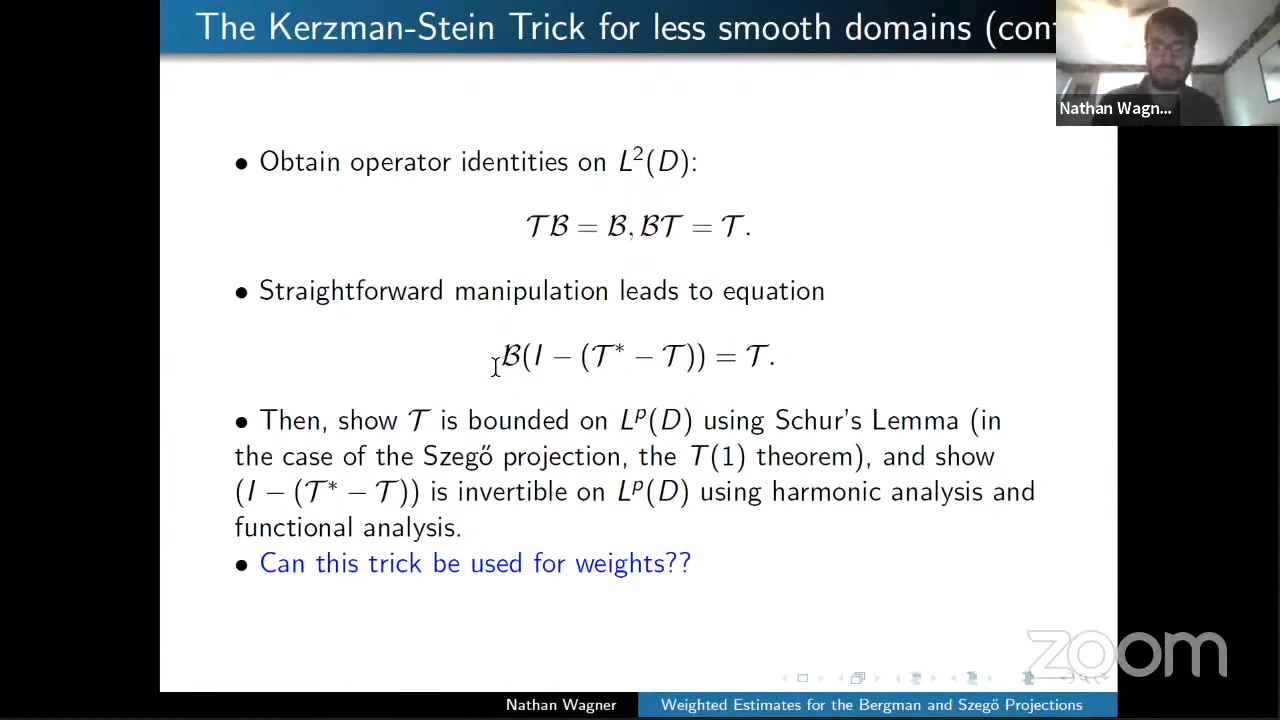 The Kerzman-Stein Trick for less smooth domains (con
Nathan Wagn...
• Obtain operator identities on L²(D):
𝒯ℬ = ℬ, ℬ𝒯 = 𝒯.
• Straightforward manipulation leads to equation
ℬ(I − (𝒯* − 𝒯)) = 𝒯.
• Then, show 𝒯 is bounded on Lᵖ(D) using Schur's Lemma (in
the case of the Szegő projection, the T(1) theorem), and show
(I − (𝒯* − 𝒯)) is invertible on Lᵖ(D) using harmonic analysis and
functional analysis.
• Can this trick be used for weights??
zoom
Nathan Wagner Weighted Estimates for the Bergman and Szegő Projections